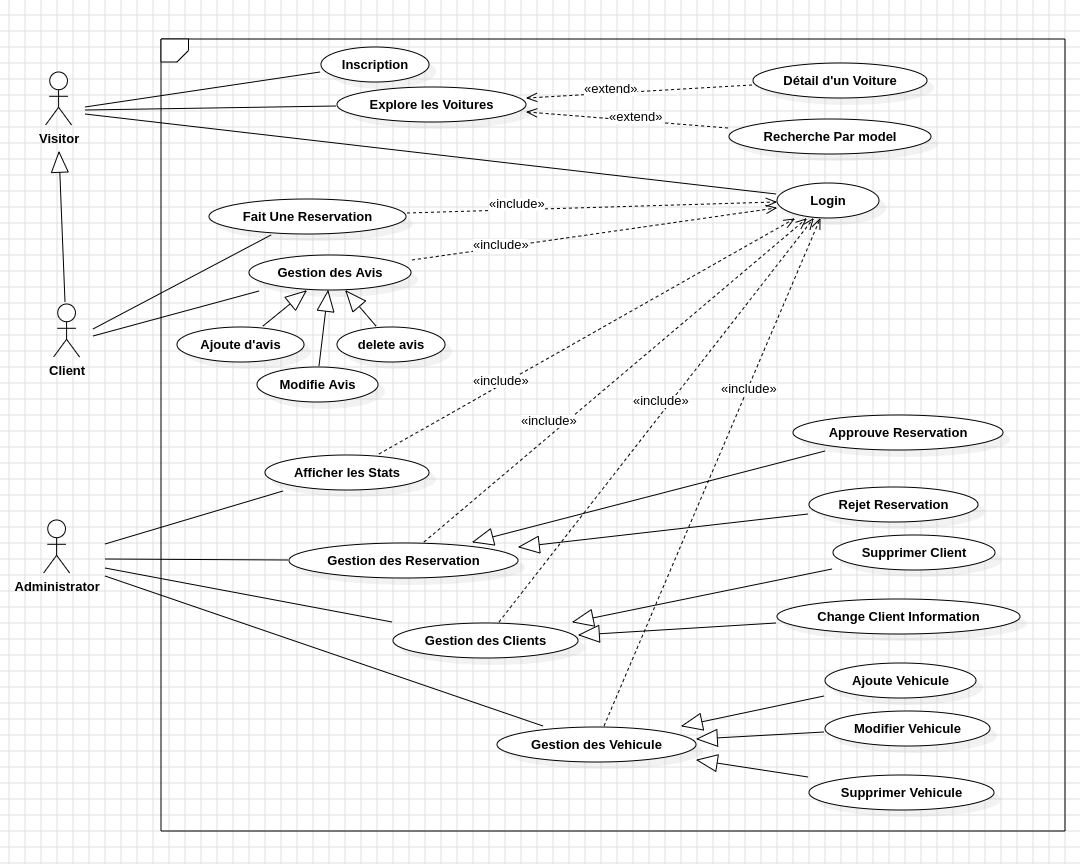 Inscription
Détail d'un Voiture
Explore les Voitures
«extend»
«extend»
Recherche Par model
Visitor
Login
Fait Une Reservation
«include»
«include»
Gestion des Avis
Ajoute d'avis
delete avis
Modifie Avis
Client
«include»
«include»
«include»
«include»
Approuve Reservation
Afficher les Stats
Rejet Reservation
Administrator
Gestion des Reservation
Supprimer Client
Change Client Information
Gestion des Clients
Ajoute Vehicule
Modifier Vehicule
Gestion des Vehicule
Supprimer Vehicule